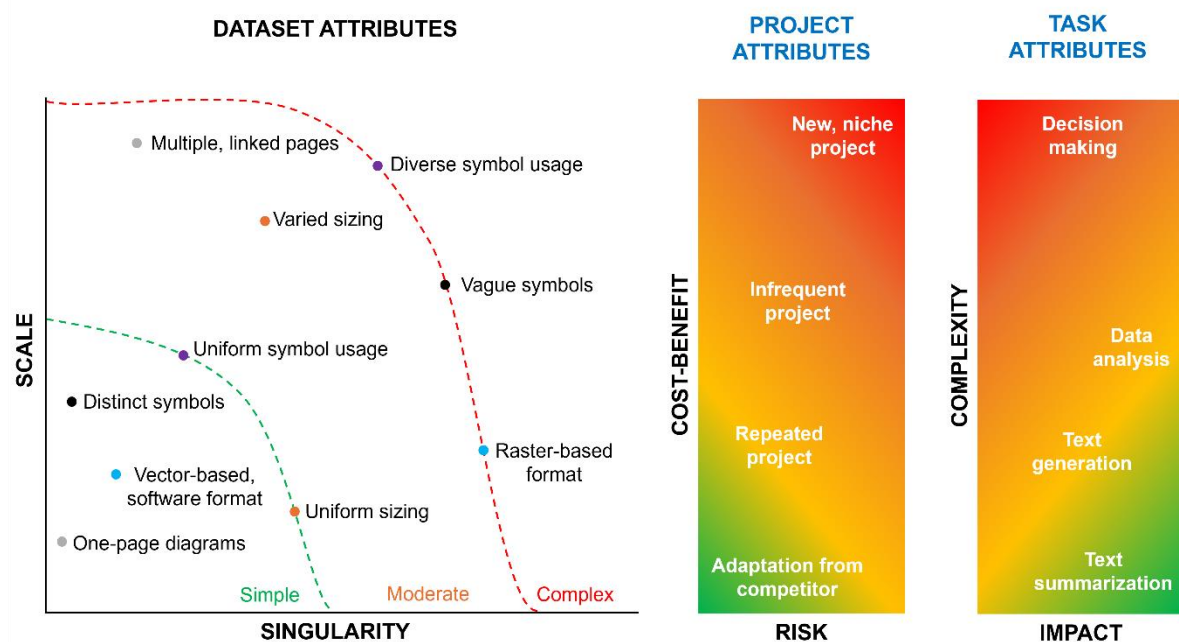 DATASET ATTRIBUTES
SCALE
Multiple, linked pages
Diverse symbol usage
Varied sizing
Vague symbols
Uniform symbol usage
Distinct symbols
Raster-based
format
Vector-based,
software format
Uniform sizing
One-page diagrams
Simple
Moderate
Complex
SINGULARITY
PROJECT
ATTRIBUTES
COST-BENEFIT
New, niche
project
Infrequent
project
Repeated
project
Adaptation from
competitor
RISK
TASK
ATTRIBUTES
COMPLEXITY
Decision
making
Data
analysis
Text
generation
Text
summarization
IMPACT